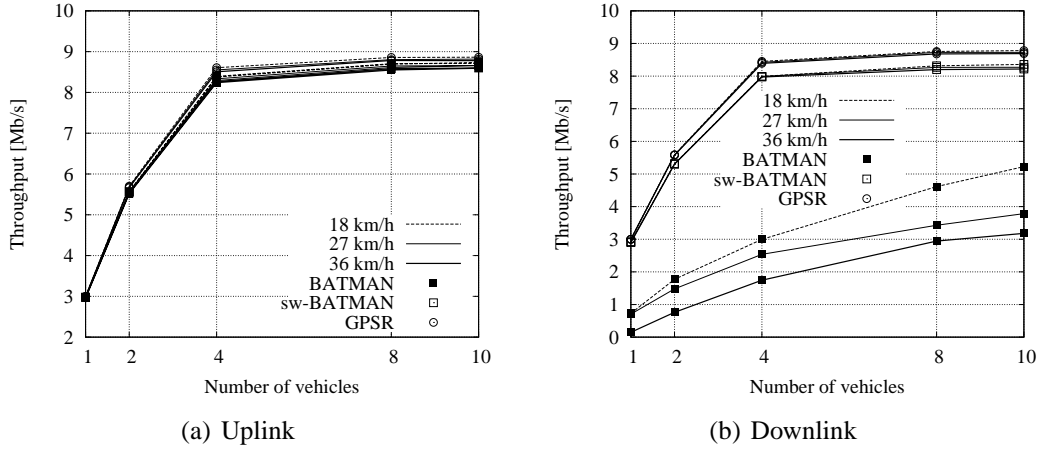 10
9
8
7
6
5
4
3
2
Throughput [Mb/s]
18 km/h
27 km/h
36 km/h
BATMAN
sw-BATMAN
GPSR
1 2 4 8 10
Number of vehicles
(a) Uplink
10
9
8
7
6
5
4
3
2
1
0
Throughput [Mb/s]
18 km/h
27 km/h
36 km/h
BATMAN
sw-BATMAN
GPSR
1 2 4 8 10
Number of vehicles
(b) Downlink